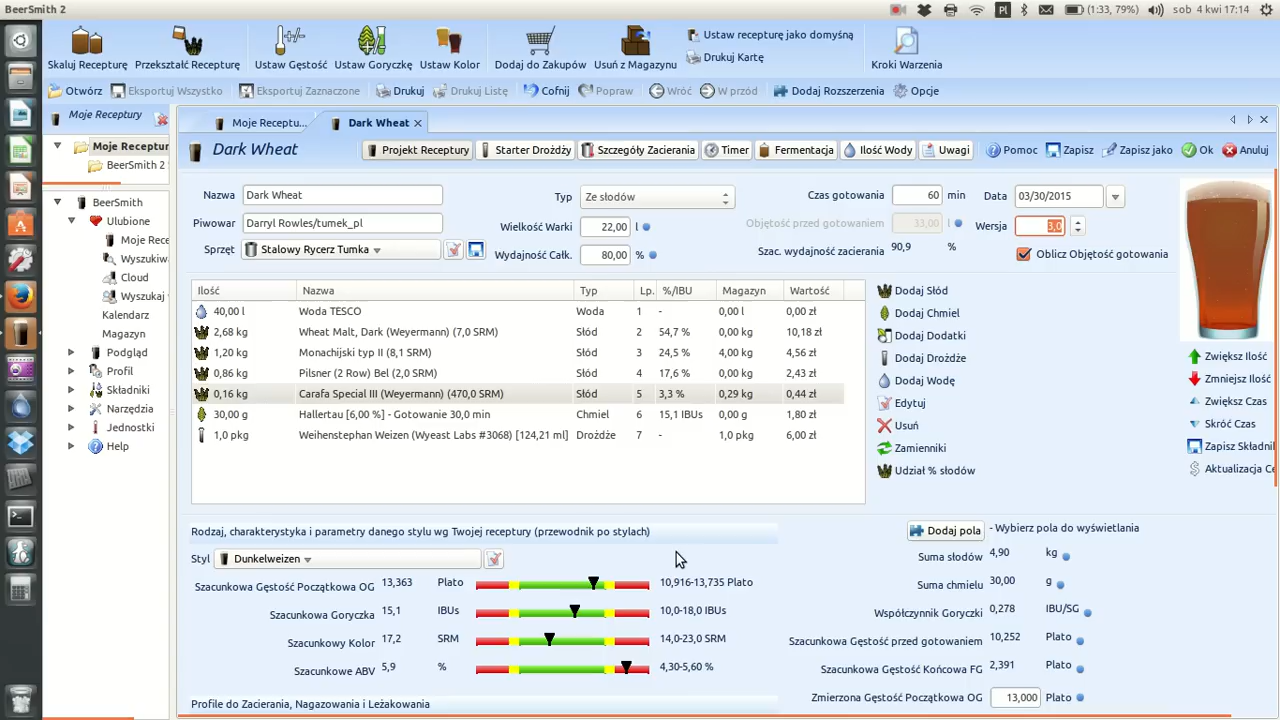 BeerSmith 2
Pl
(1:33, 79%)
sob 4 kwi 17:14
Skaluj Recepturę
Przekształć Recepturę
Ustaw Gęstość
Ustaw Goryczkę
Ustaw Kolor
Dodaj do Zakupów
Usuń z Magazynu
Ustaw recepturę jako domyśną
Drukuj Kartę
Kroki Warzenia
Otwórz
Eksportuj Wszystko
Eksportuj Zaznaczone
Drukuj
Drukuj Listę
Cofnij
Popraw
Wróć
W przód
Dodaj Rozszerzenia
Opcje
Moje Receptury
Moje Receptu...
Dark Wheat
Moje Receptur
BeerSmith 2
BeerSmith
Ulubione
Moje Rece
Wyszukiwa
Cloud
Wyszukaj
Kalendarz
Magazyn
Podgląd
Profil
Składniki
Narzędzia
Jednostki
Help
Dark Wheat
Projekt Receptury
Starter Drożdży
Szczegóły Zacierania
Timer
Fermentacja
Ilość Wody
Uwagi
Pomoc
Zapisz
Zapisz jako
Ok
Anuluj
Nazwa Dark Wheat
Typ Ze słodów
Czas gotowania 60 min
Data 03/30/2015
Piwowar Darryl Rowles/tumek_pl
Wielkość Warki 22,00 l
Objętość przed gotowaniem 33,00 l
Wersja 3,0
Sprzęt Stalowy Rycerz Tumka
Wydajność Całk. 80,00 %
Szac. wydajność zacierania 90,9 %
Oblicz Objętość gotowania
Ilość Nazwa Typ Lp. %/IBU Magazyn Wartość
40,00 l Woda TESCO Woda 1 - 0,00 l 0,00 zł
2,68 kg Wheat Malt, Dark (Weyermann) (7,0 SRM) Słód 2 54,7 % 0,00 kg 10,18 zł
1,20 kg Monachijski typ II (8,1 SRM) Słód 3 24,5 % 4,00 kg 4,56 zł
0,86 kg Pilsner (2 Row) Bel (2,0 SRM) Słód 4 17,6 % 0,00 kg 2,43 zł
0,16 kg Carafa Special III (Weyermann) (470,0 SRM) Słód 5 3,3 % 0,29 kg 0,44 zł
30,00 g Hallertau [6,00 %] - Gotowanie 30,0 min Chmiel 6 15,1 IBUs 0,00 g 1,80 zł
1,0 pkg Weihenstephan Weizen (Wyeast Labs #3068) [124,21 ml] Drożdże 7 - 1,0 pkg 6,00 zł
Dodaj Słód
Dodaj Chmiel
Dodaj Dodatki
Dodaj Drożdże
Dodaj Wodę
Edytuj
Usuń
Zamienniki
Udział % słodów
Zwiększ Ilość
Zmniejsz Ilość
Zwiększ Czas
Skróć Czas
Zapisz Składnil
Aktualizacja Ce
Rodzaj, charakterystyka i parametry danego stylu wg Twojej receptury (przewodnik po stylach)
Styl Dunkelweizen
Szacunkowa Gęstość Początkowa OG 13,363 Plato 10,916-13,735 Plato
Szacunkowa Goryczka 15,1 IBUs 10,0-18,0 IBUs
Szacunkowy Kolor 17,2 SRM 14,0-23,0 SRM
Szacunkowe ABV 5,9 % 4,30-5,60 %
Profile do Zacierania, Nagazowania i Leżakowania
Dodaj pola - Wybierz pola do wyświetlania
Suma słodów 4,90 kg
Suma chmielu 30,00 g
Współczynnik Goryczki 0,278 IBU/SG
Szacunkowa Gęstość przed gotowaniem 10,252 Plato
Szacunkowa Gęstość Końcowa FG 2,391 Plato
Zmierzona Gęstość Początkowa OG 13,000 Plato